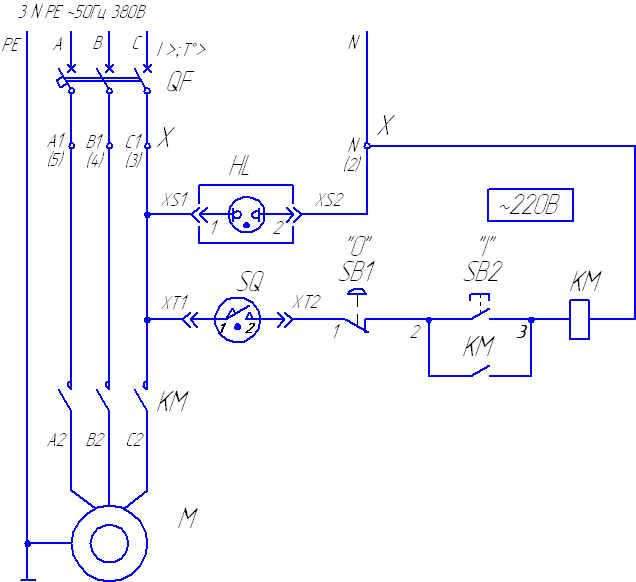 3 N PE ~50Гц 380В
PE A B C I >; T°> N
QF
A1 B1 C1 X
(5) (4) (3)
N X
(2)
HL
XS1 XS2
1 2
~220В
"0" "I"
SQ SB1 SB2 KM
XT1 XT2
1 2 1 2 3
KM
KM
A2 B2 C2
M